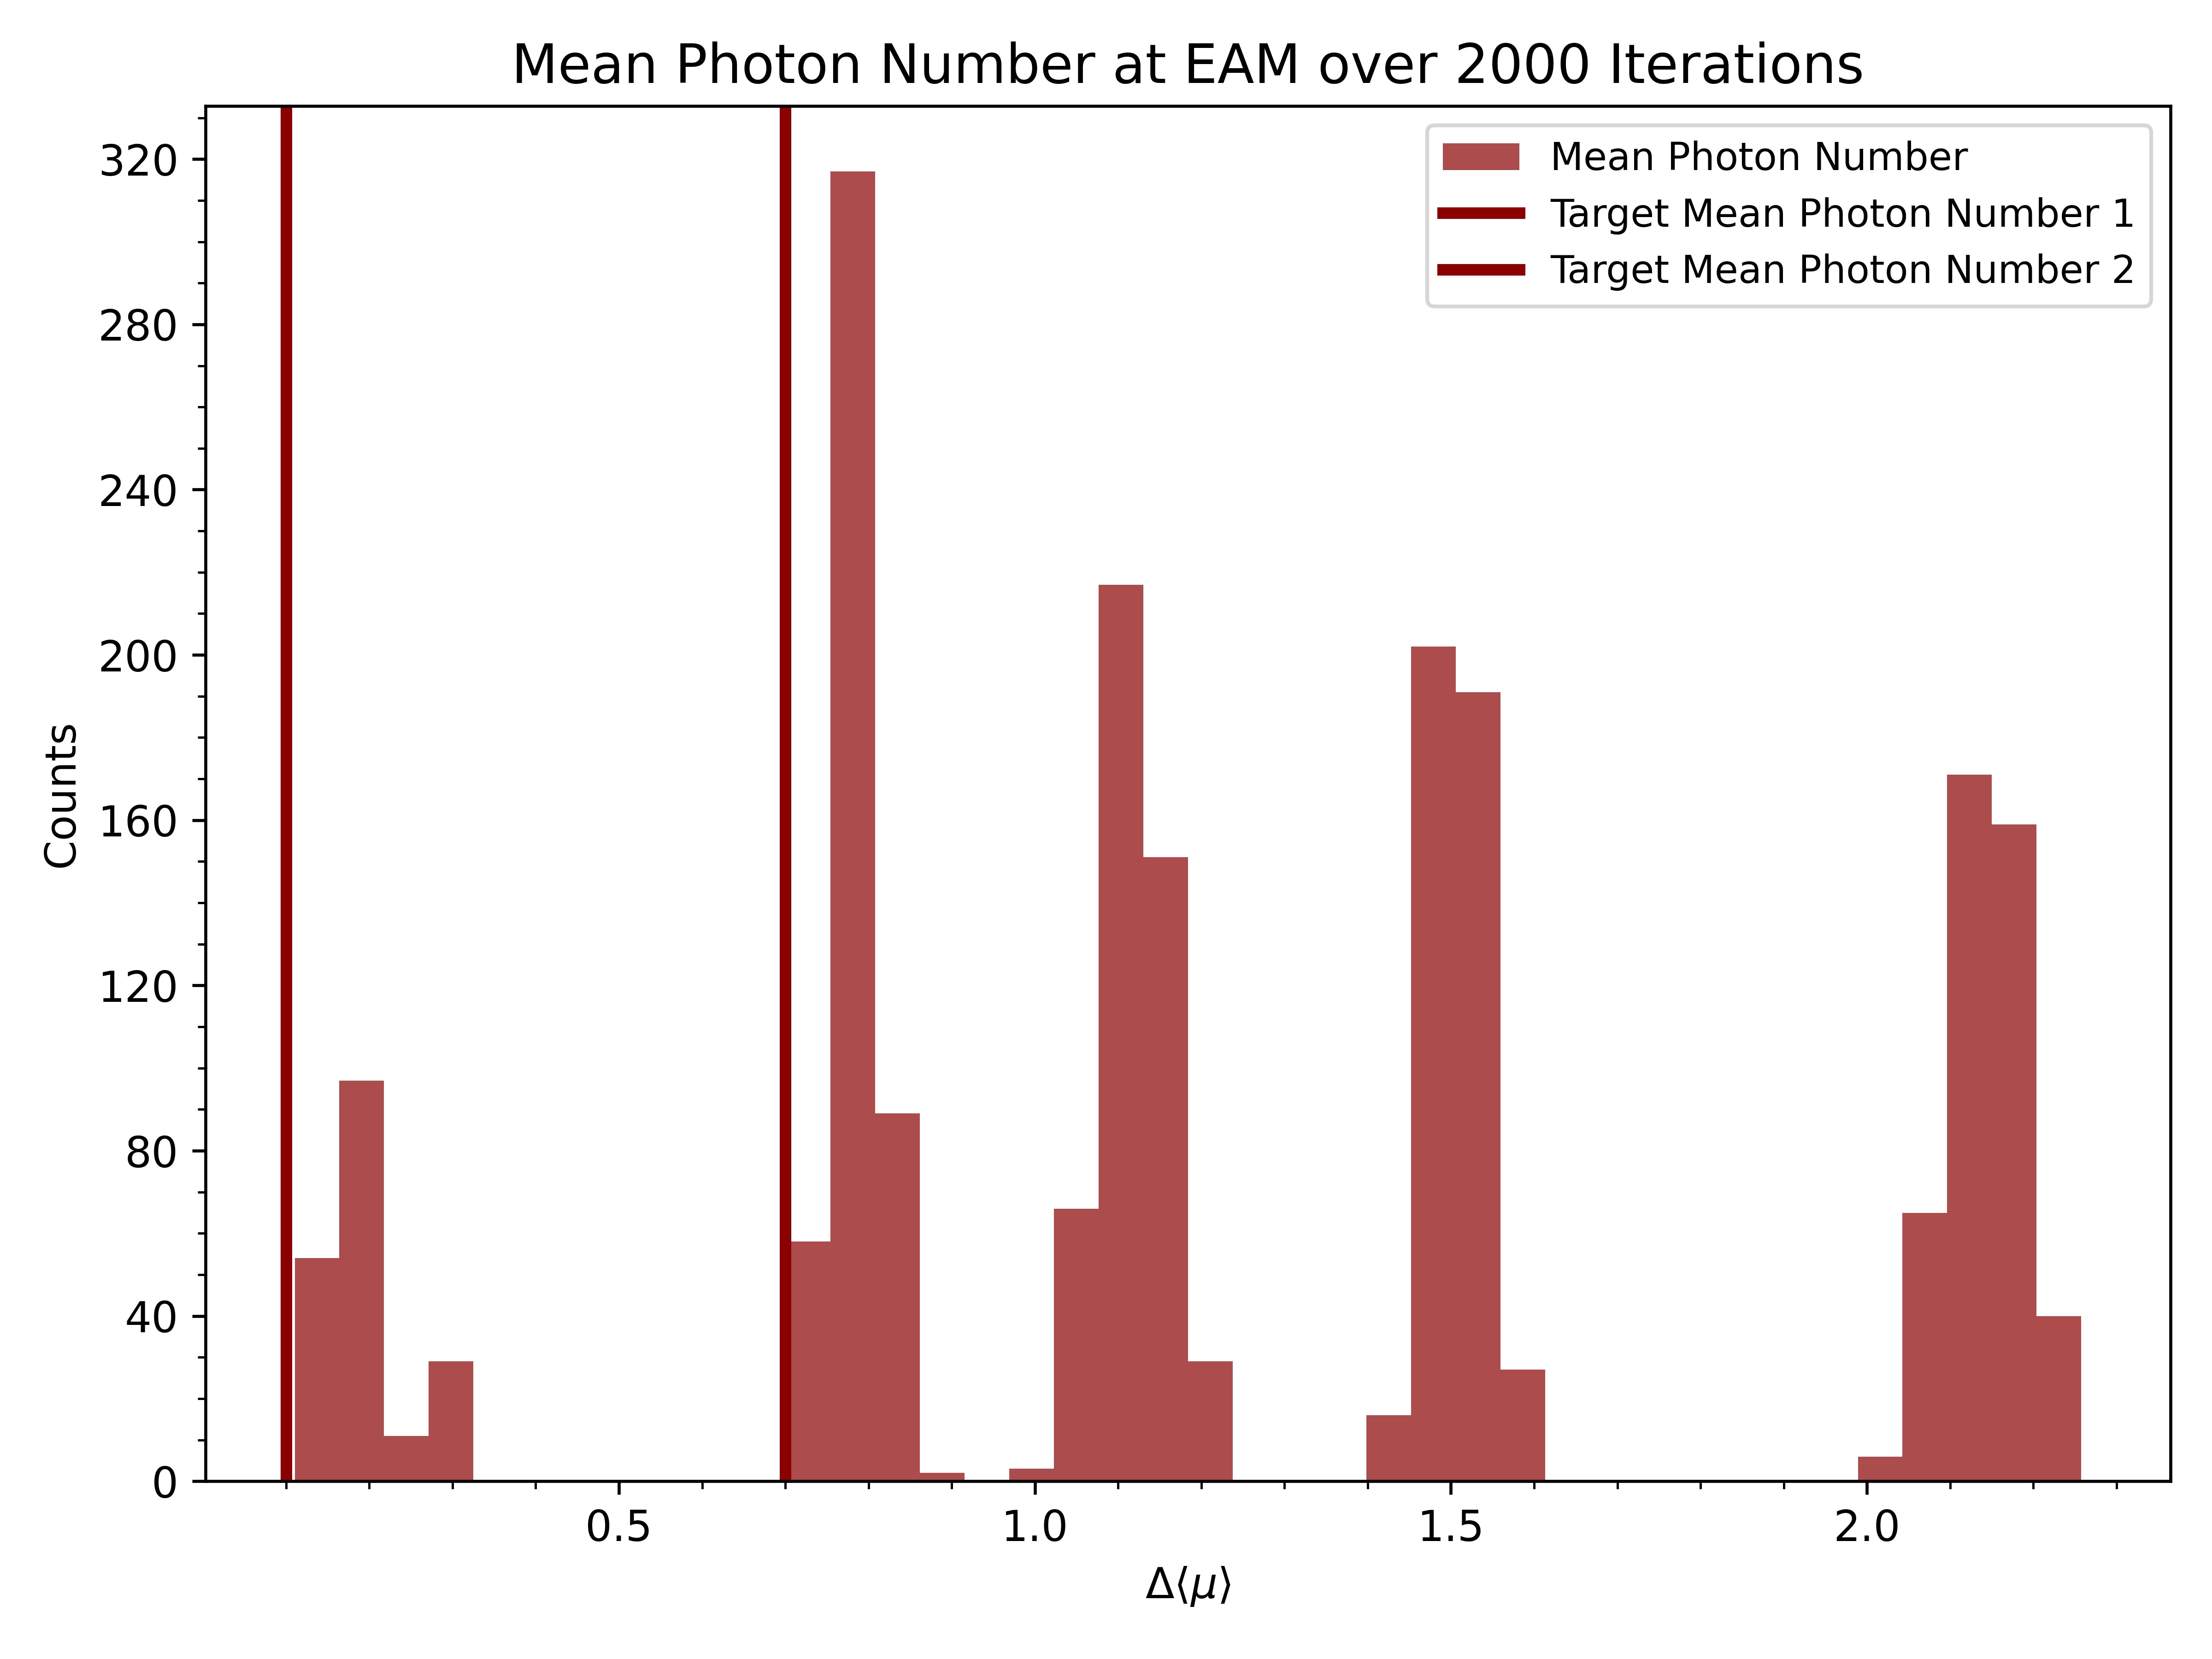 Mean Photon Number at EAM over 2000 Iterations
Mean Photon Number
Target Mean Photon Number 1
Target Mean Photon Number 2
320
280
240
200
160
120
80
40
0
Counts
0.5 1.0 1.5 2.0
Δ⟨μ⟩